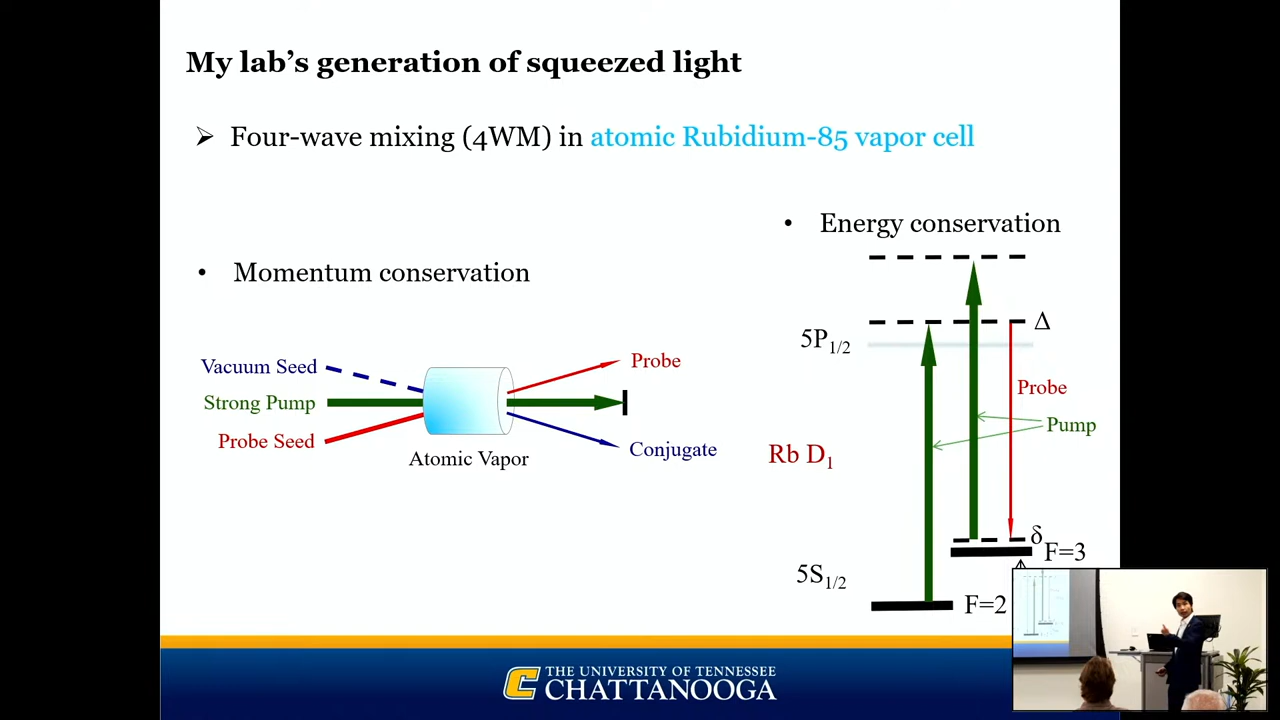 My lab's generation of squeezed light
➢ Four-wave mixing (4WM) in atomic Rubidium-85 vapor cell
• Energy conservation
• Momentum conservation
Vacuum Seed
Strong Pump
Probe Seed
Atomic Vapor
Probe
Conjugate
Δ
5P1/2
Probe
Pump
Rb D1
δ
F=3
5S1/2
F=2
THE UNIVERSITY OF TENNESSEE
CHATTANOOGA